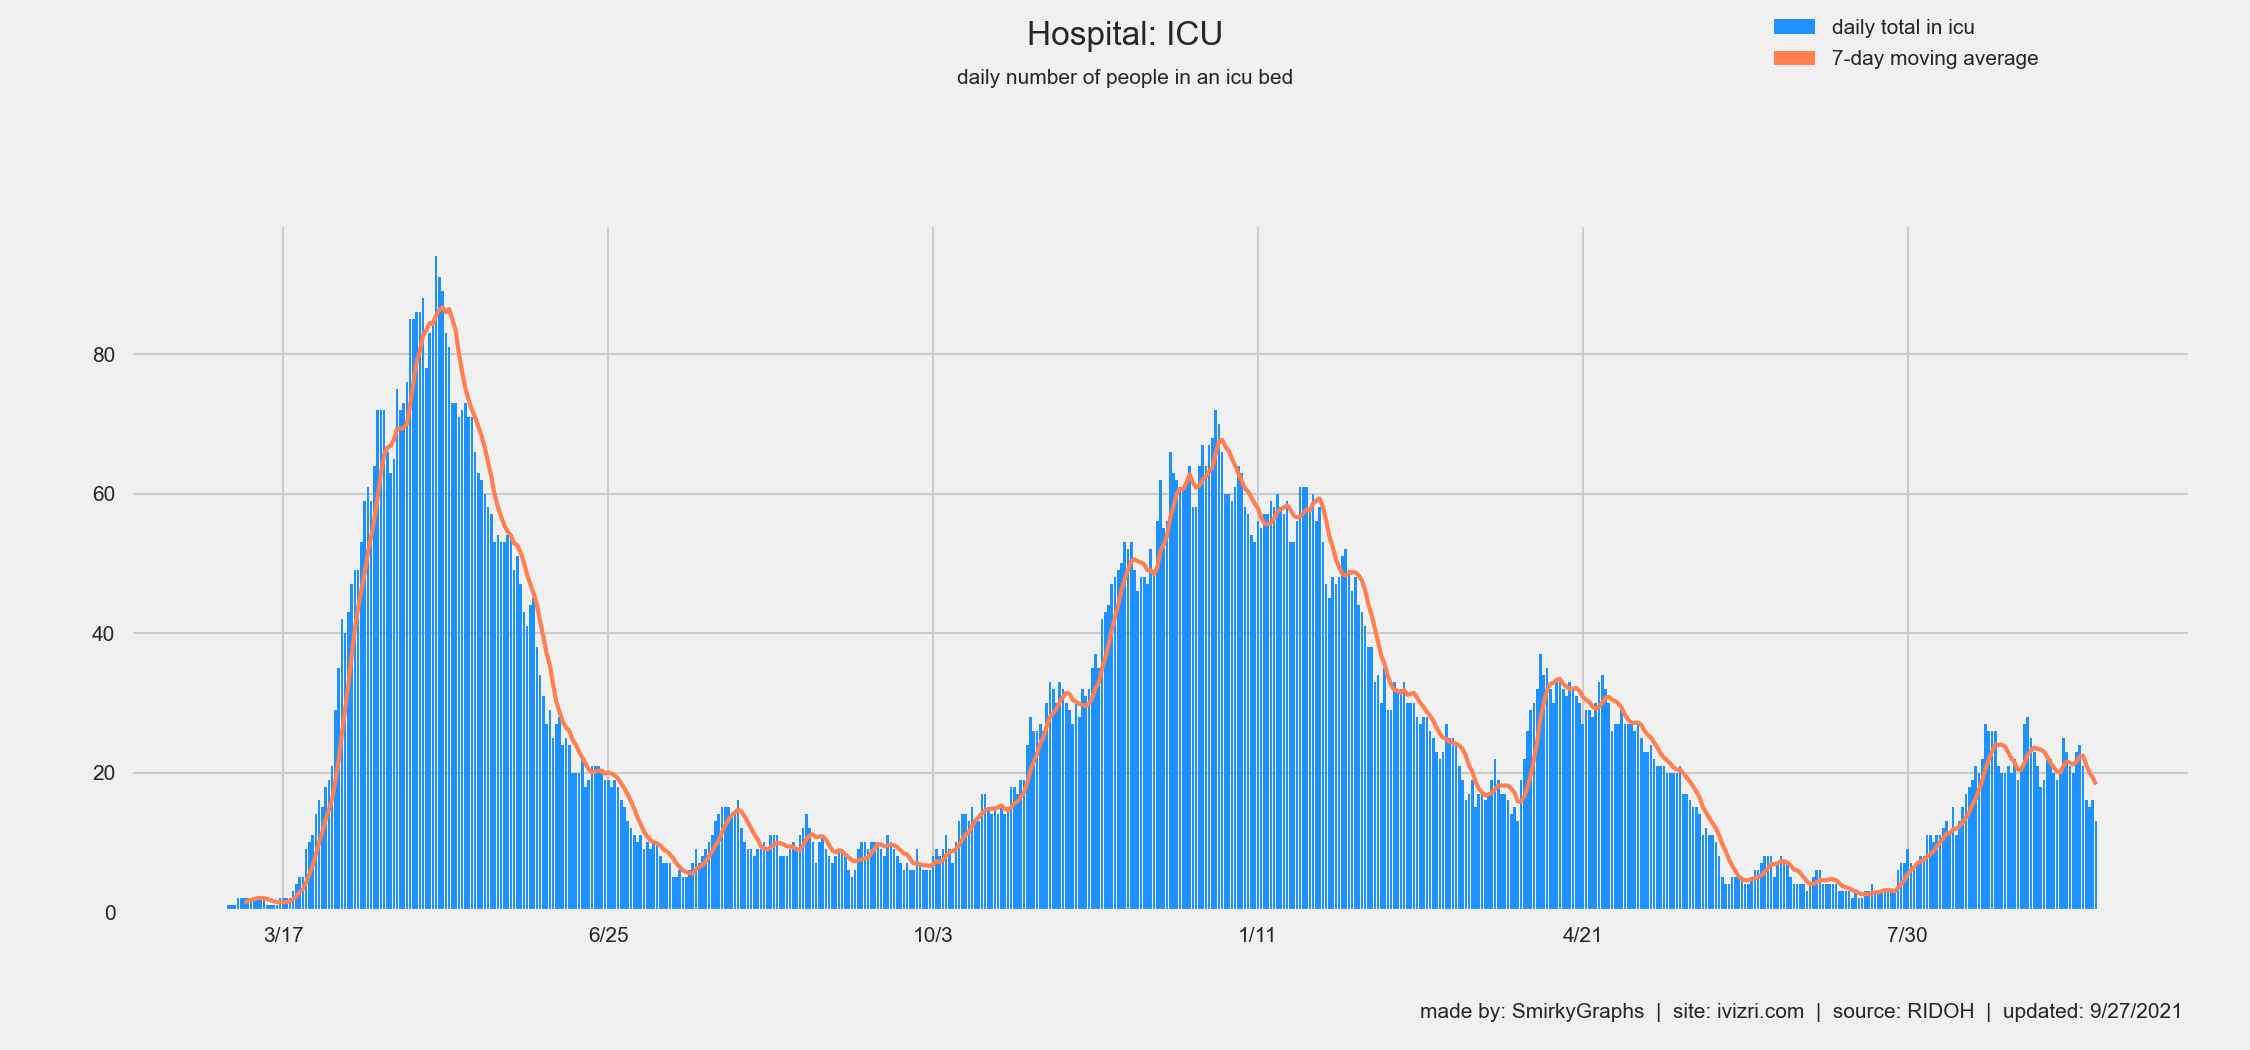 Hospital: ICU
daily number of people in an icu bed
daily total in icu
7-day moving average
80
60
40
20
0
3/17 6/25 10/3 1/11 4/21 7/30
made by: SmirkyGraphs | site: ivizri.com | source: RIDOH | updated: 9/27/2021